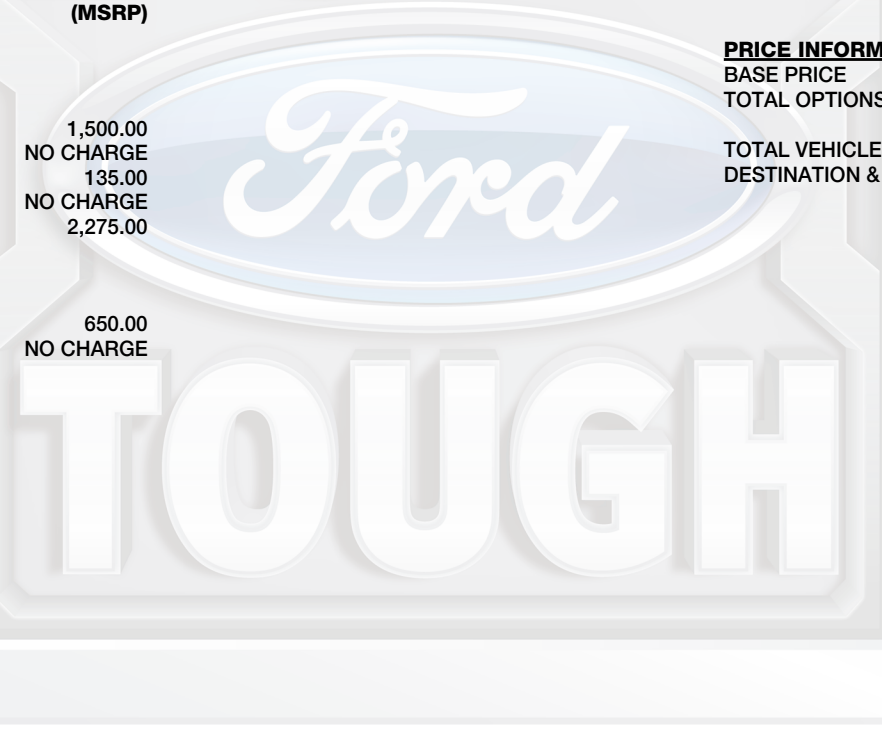 (MSRP)
1,500.00
NO CHARGE
135.00
NO CHARGE
2,275.00
650.00
NO CHARGE
PRICE INFORM
BASE PRICE
TOTAL OPTIONS
TOTAL VEHICLE
DESTINATION &
Ford
TOUGH